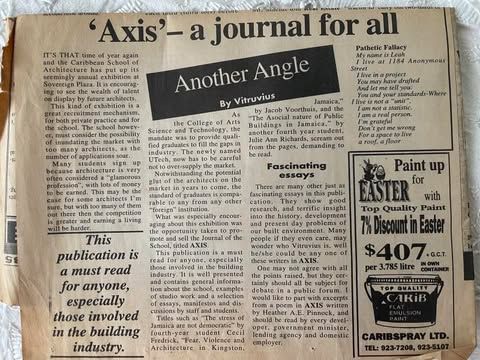 'Axis'– a journal for all
IT'S THAT time of year again
and the Caribbean School of
Architecture has put up its
seemingly annual exhibition at
Sovereign Plaza. It is encourag-
ing to see the wealth of talent
on display by future architects.
This kind of exhibition is a
great recruitment mechanism,
for both private practice and for
the school. The school howev-
er, must consider the possibility
of inundating the market with
too many architects, as the
number of applications soar.
Many students sign up
because architecture is very
often considered a "glamorous
profession", with lots of money
to be earned. This may be the
case for some architects I'm
sure, but with too many of them
out there then the competition
is greater and earning a living
will be harder.
This
publication is
a must read
for anyone,
especially
those involved
in the building
industry.
Another Angle
By Vitruvius
As
the College of Arts
Science and Technology, the
mandate was to provide quali-
fied graduates to fill the gaps in
industry. The newly named
UTech, now has to be careful
not to over-supply the market.
Notwithstanding the potential
glut of the architects on the
market in years to come, the
standard of graduates is compa-
rable to any from any other
"foreign" institution.
What was especially encour-
aging about this exhibition was
the opportunity taken to pro-
mote and sell the Journal of the
School, titled AXIS.
This publication is a must
read for anyone, especially
those involved in the building
industry. It is well presented
and contains general informa-
tion about the school, examples
of studio work and a selection
of essays, manifestos and dis-
cussions by staff and students.
Titles such as "The stress of
Jamaica are not democratic" by
fourth-year student Cecil
Fredrick, "Fear, Violence and
Architecture in Kingston,
Jamaica,"
by Jacob Voorthuis, and the
"The Asocial nature of Public
Buildings in Jamaica," by
another fourth year student,
Julie Ann Richards, scream out
from the pages, demanding to
be read.
Fascinating
essays
There are many other just as
fascinating essays in this publi-
cation. They show good
research, and terrific insight
into the history, development
and present day problems of
our built environment. Many
people if they even care, may
wonder who Vitruvius is, well
he/she could be any one of
these writers in AXIS.
One may not agree with all
the points raised, but they cer-
tainly should all be subject for
debate in a public forum. I
would like to part with excerpts
from a poem in AXIS written
by Heather A.E. Pinnock, and
should be read by every devel-
oper, government minister,
lending agency and domestic
employer.
Pathetic Fallacy
My name is Leah
I live at 1184 Anonymous
Street
I live in a project
You may have drafted
And let me tell you:
You and your standards-Where
I live is not a "unit".
I am not a statistic.
I am a real person.
I'm grateful
Don't get me wrong
For a spot to live
a roof, a floor
Paint up
for
EASTER
with
Top Quality Paint
7% Discount in Easter
$407
+ G.C.T.
per 3.785 litre
IN OWN
CONTAINER
TOP QUALITY
CARIB
FLAT
EMULSION
PAINT
CARIBSPRAY LTD.
TEL: 923-7208, 923-5107